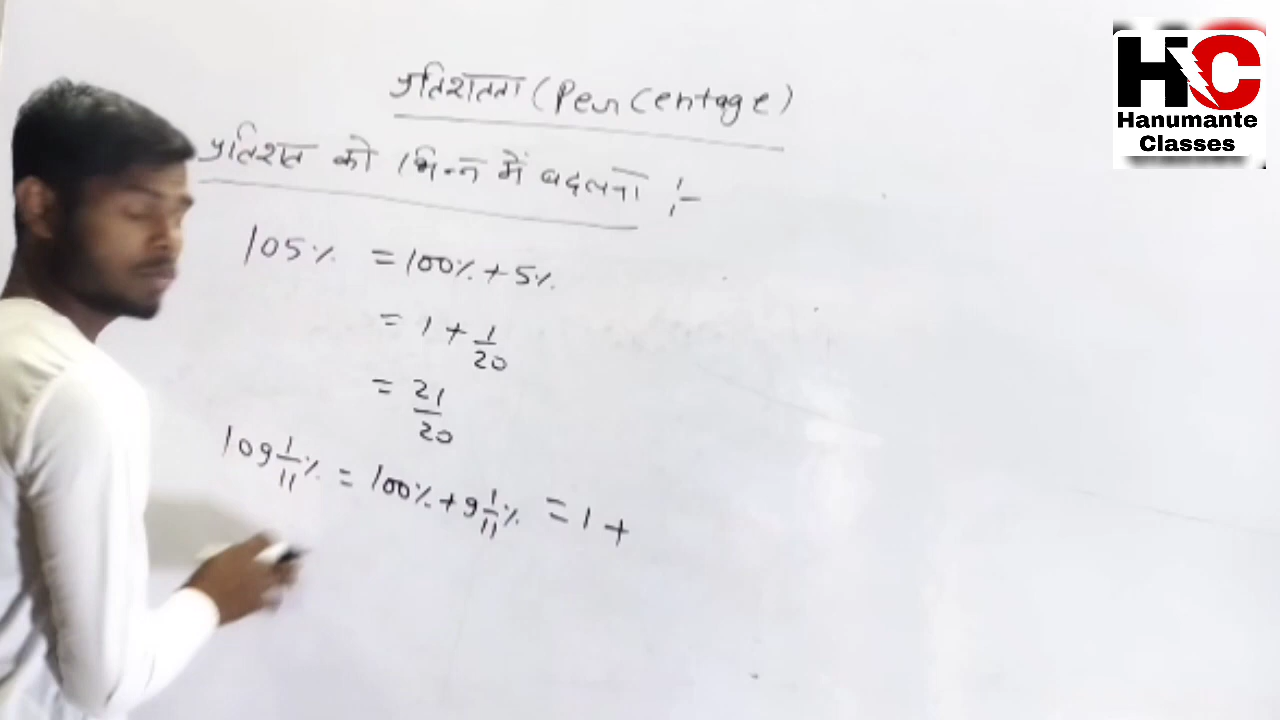 HC
Hanumante
Classes
प्रतिशतता (Percentage)
प्रतिशत को भिन्न में बदलना :-
105% = 100% + 5%
= 1 + 1/20
= 21/20
109 1/11% = 100% + 9 1/11% = 1 +